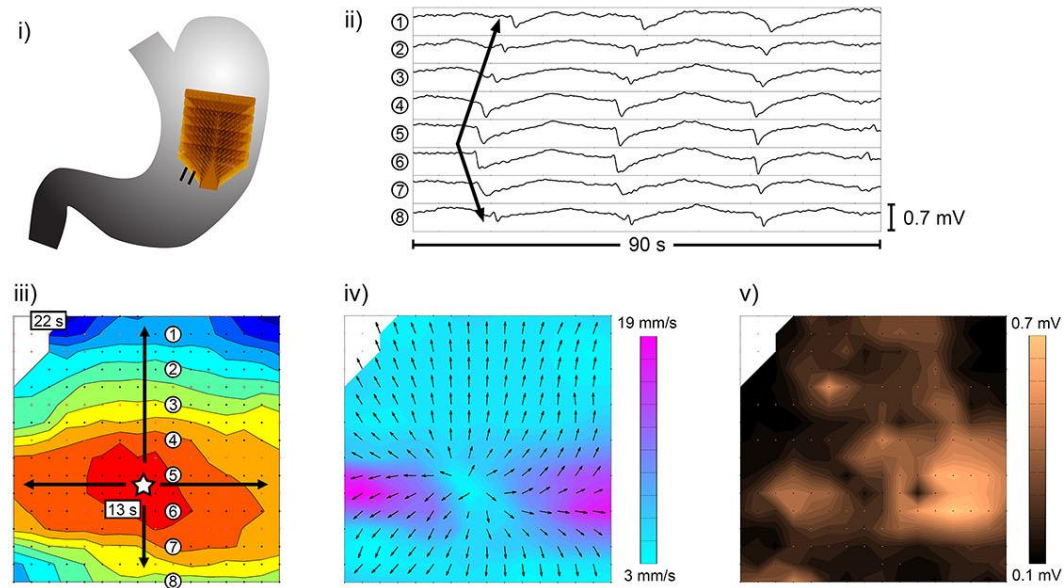 i)
ii)
①
②
③
④
⑤
⑥
⑦
⑧
0.7 mV
90 s
iii)
22 s
①
②
③
④
⑤
13 s
⑥
⑦
⑧
iv)
19 mm/s
3 mm/s
v)
0.7 mV
0.1 mV